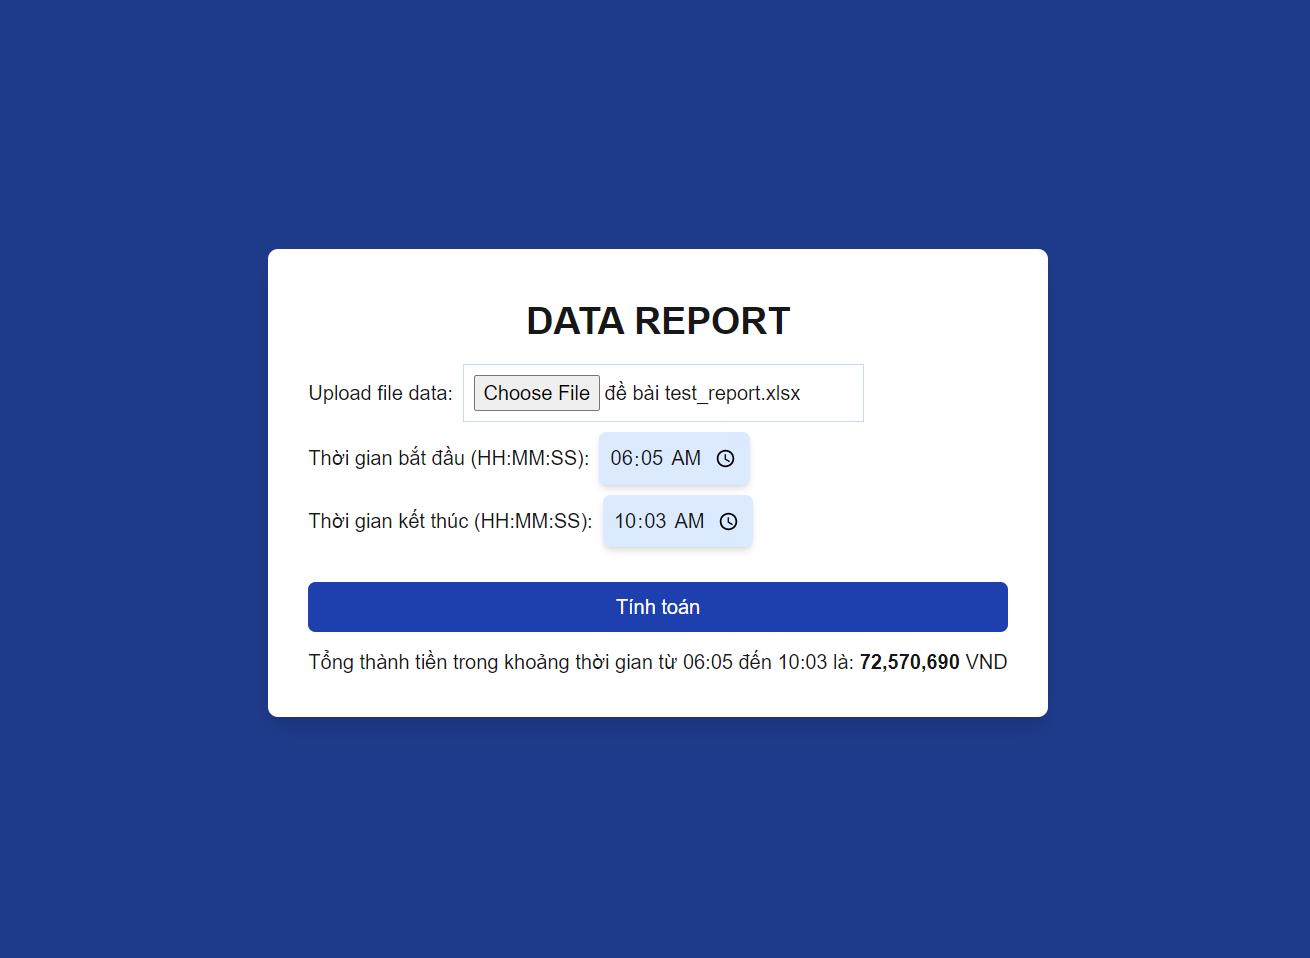 DATA REPORT
Upload file data: Choose File đề bài test_report.xlsx
Thời gian bắt đầu (HH:MM:SS): 06:05 AM
Thời gian kết thúc (HH:MM:SS): 10:03 AM
Tính toán
Tổng thành tiền trong khoảng thời gian từ 06:05 đến 10:03 là: 72,570,690 VND